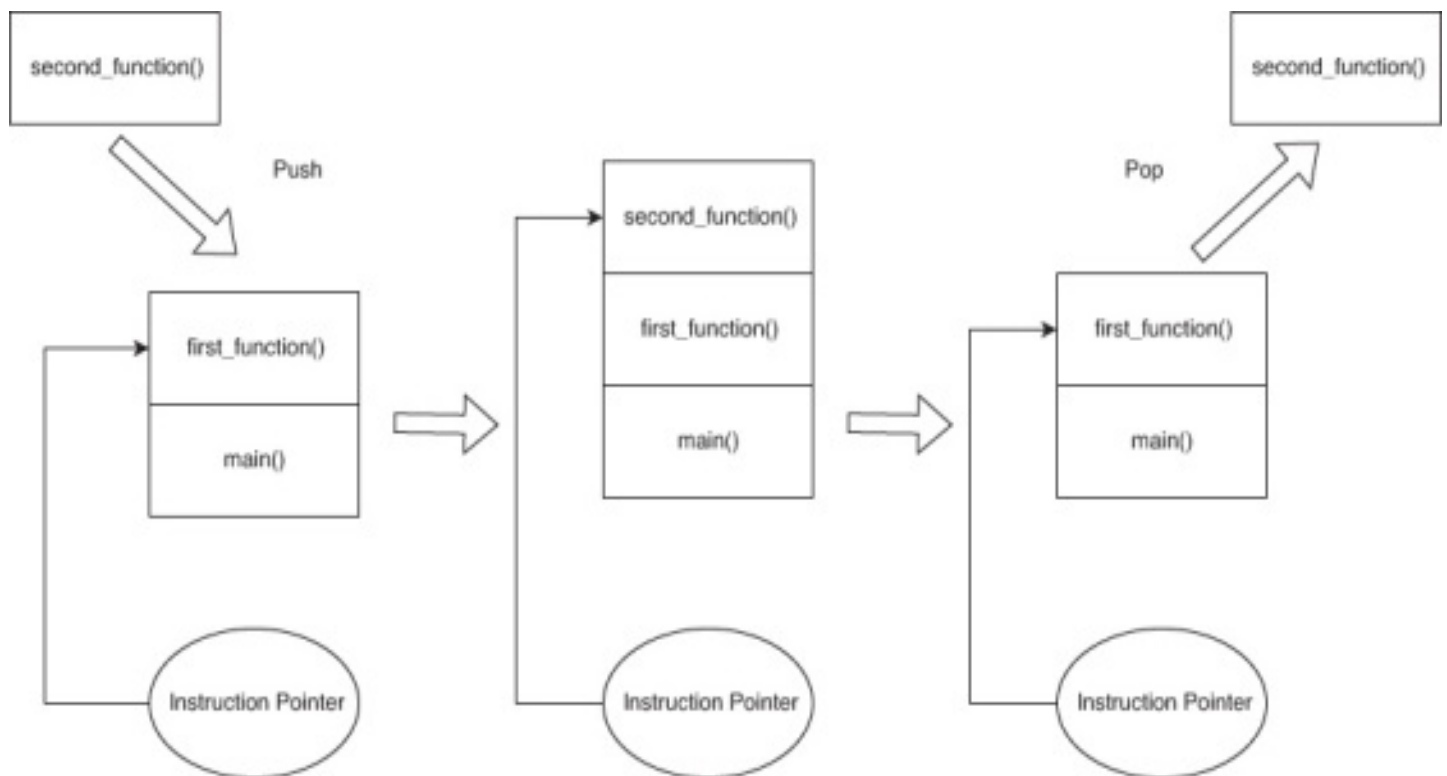 second_function()
Push
first_function()
main()
Instruction Pointer
second_function()
first_function()
main()
Instruction Pointer
second_function()
Pop
first_function()
main()
Instruction Pointer